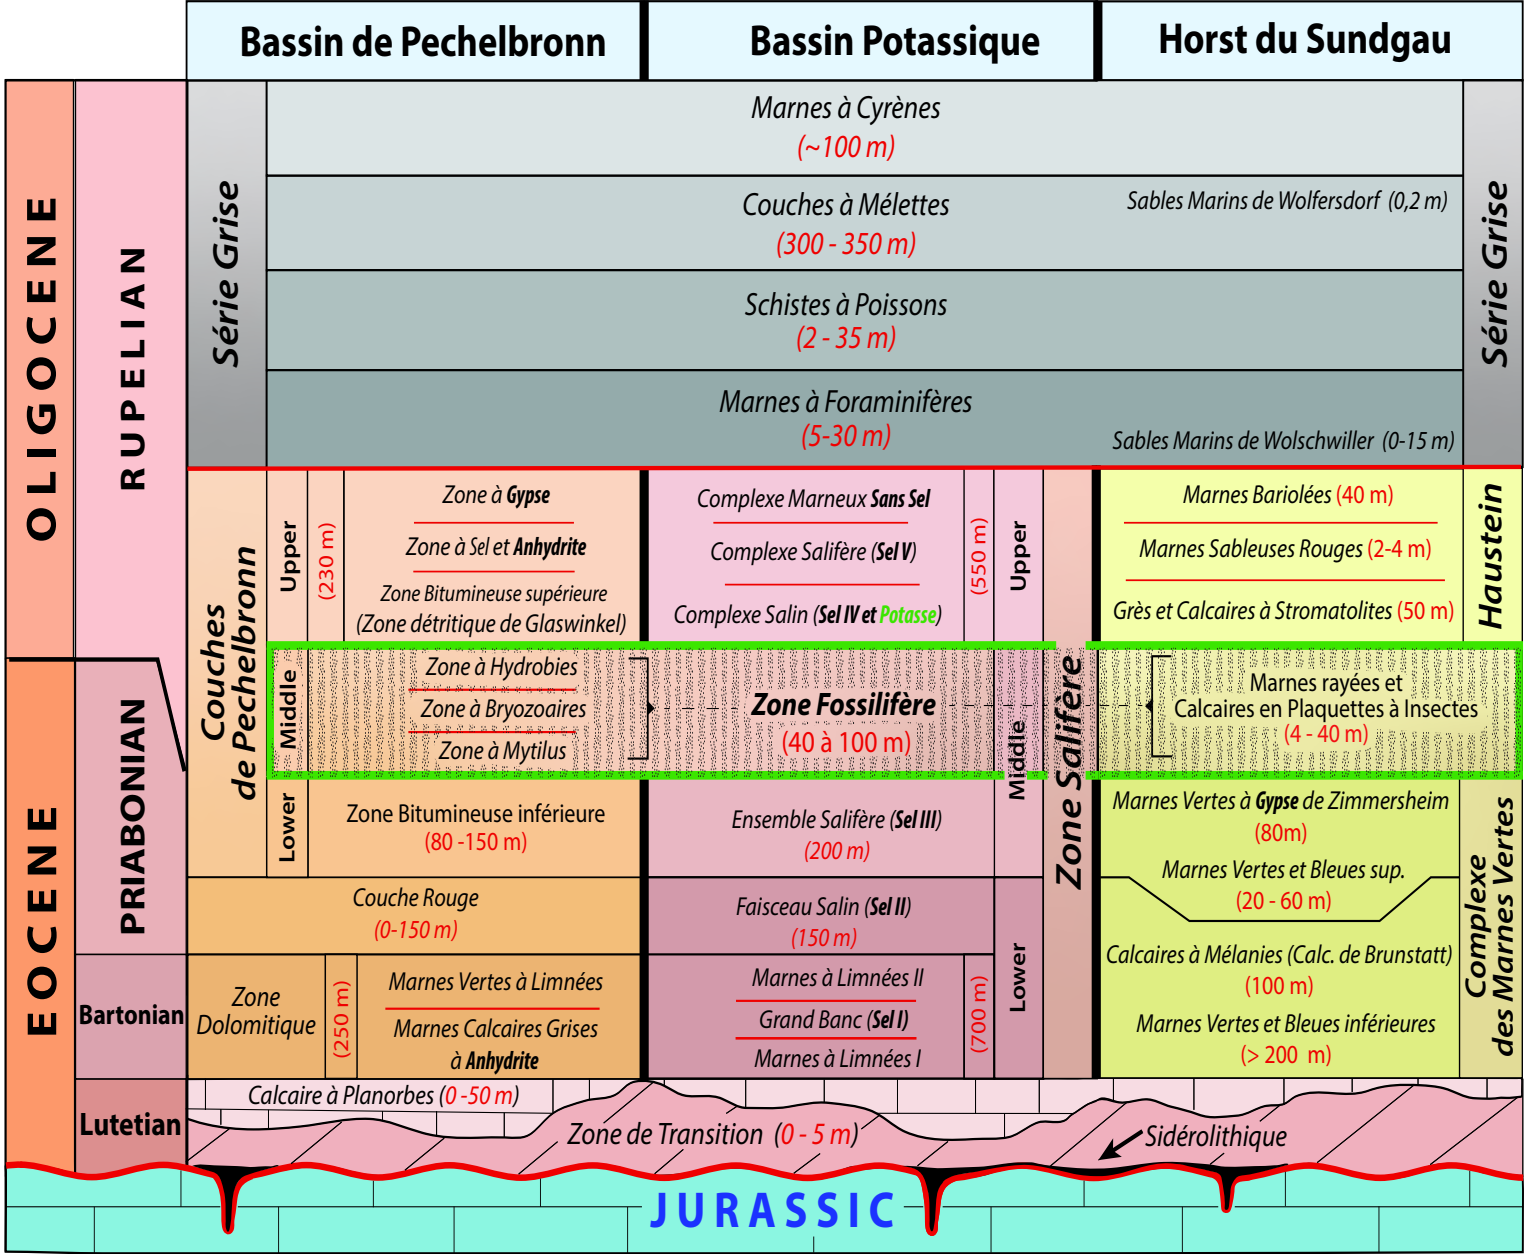 Bassin de Pechelbronn
Bassin Potassique
Horst du Sundgau
OLIGOCENE
RUPELIAN
Série Grise
Marnes à Cyrènes
(~100 m)
Couches à Mélettes
(300 - 350 m)
Sables Marins de Wolfersdorf (0,2 m)
Schistes à Poissons
(2 - 35 m)
Marnes à Foraminifères
(5-30 m)
Sables Marins de Wolschwiller (0-15 m)
Série Grise
EOCENE
PRIABONIAN
Bartonian
Lutetian
Couches
de Pechelbronn
Upper
(230 m)
Zone à Gypse
Zone à Sel et Anhydrite
Zone Bitumineuse supérieure
(Zone détritique de Glaswinkel)
Middle
Zone à Hydrobies
Zone à Bryozoaires
Zone à Mytilus
Lower
Zone Bitumineuse inférieure
(80 -150 m)
Couche Rouge
(0-150 m)
Zone
Dolomitique
(250 m)
Marnes Vertes à Limnées
Marnes Calcaires Grises
à Anhydrite
Complexe Marneux Sans Sel
Complexe Salifère (Sel V)
Complexe Salin (Sel IV et Potasse)
(550 m)
Upper
Zone Fossilifère
(40 à 100 m)
Middle
Ensemble Salifère (Sel III)
(200 m)
Faisceau Salin (Sel II)
(150 m)
Marnes à Limnées II
Grand Banc (Sel I)
Marnes à Limnées I
(700 m)
Lower
Zone Salifère
Marnes Bariolées (40 m)
Marnes Sableuses Rouges (2-4 m)
Grès et Calcaires à Stromatolites (50 m)
Haustein
Marnes rayées et
Calcaires en Plaquettes à Insectes
(4 - 40 m)
Marnes Vertes à Gypse de Zimmersheim
(80m)
Marnes Vertes et Bleues sup.
(20 - 60 m)
Calcaires à Mélanies (Calc. de Brunstatt)
(100 m)
Marnes Vertes et Bleues inférieures
(> 200 m)
Complexe
des Marnes Vertes
Calcaire à Planorbes (0 -50 m)
Zone de Transition (0 - 5 m)
Sidérolithique
JURASSIC